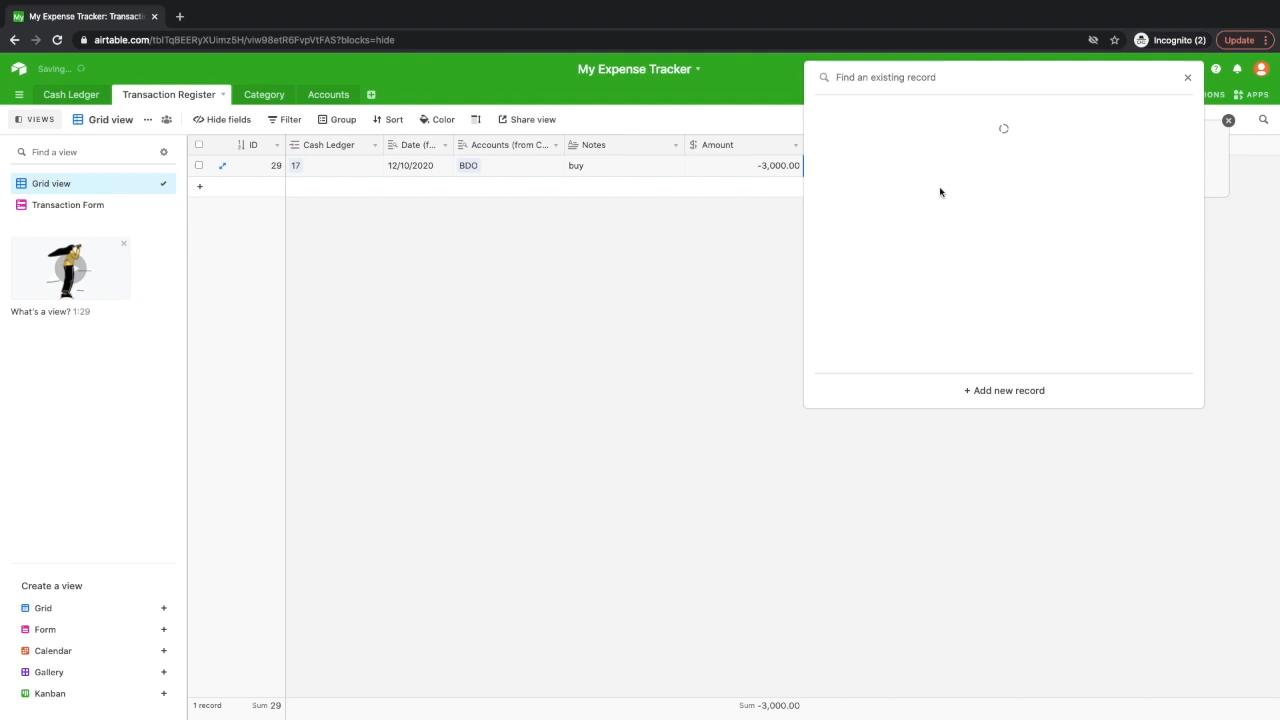 My Expense Tracker: Transacti
airtable.com/tblTqBEERyXUimz5H/viw98etR6FvpVtFAS?blocks=hide
Incognito (2)
Update
Saving...
My Expense Tracker
Find an existing record
Cash Ledger
Transaction Register
Category
Accounts
IONS
APPS
VIEWS
Grid view
Hide fields
Filter
Group
Sort
Color
Share view
Find a view
ID
Cash Ledger
Date (f...
Accounts (from C...
Notes
Amount
29
17
12/10/2020
BDO
buy
-3,000.00
Grid view
Transaction Form
What's a view? 1:29
+ Add new record
Create a view
Grid
Form
Calendar
Gallery
Kanban
1 record
Sum 29
Sum -3,000.00